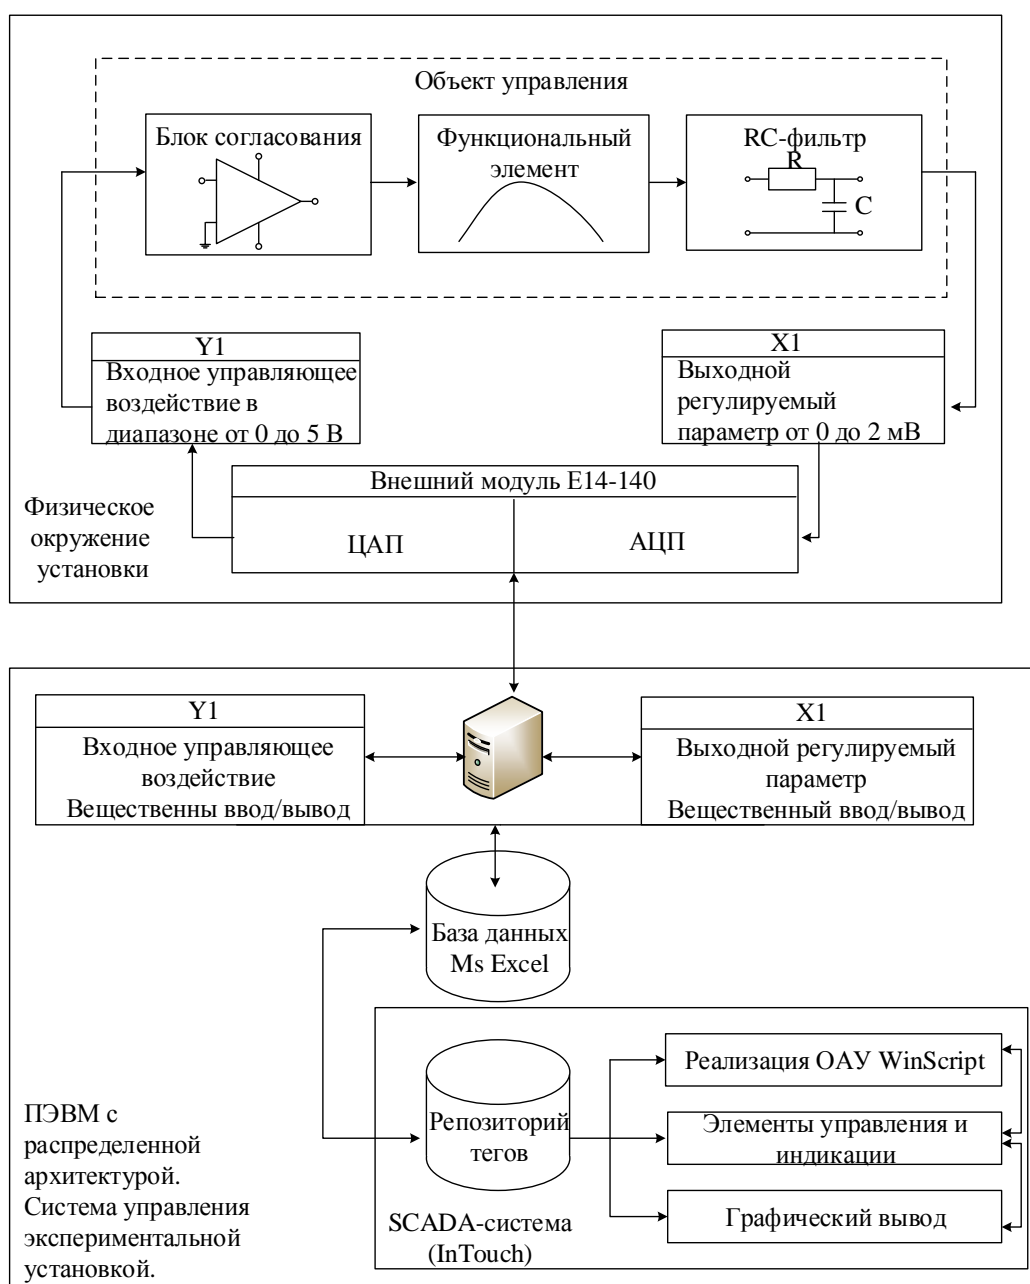 Объект управления
Блок согласования
Функциональный
элемент
RC-фильтр
R
C
Y1
Входное управляющее
воздействие в
диапазоне от 0 до 5 В
X1
Выходной
регулируемый
параметр от 0 до 2 мВ
Внешний модуль E14-140
ЦАП
АЦП
Физическое
окружение
установки
Y1
Входное управляющее
воздействие
Вещественны ввод/вывод
X1
Выходной регулируемый
параметр
Вещественный ввод/вывод
База данных
Ms Excel
Репозиторий
тегов
Реализация ОАУ WinScript
Элементы управления и
индикации
Графический вывод
SCADA-система
(InTouch)
ПЭВМ с
распределенной
архитектурой.
Система управления
экспериментальной
установкой.